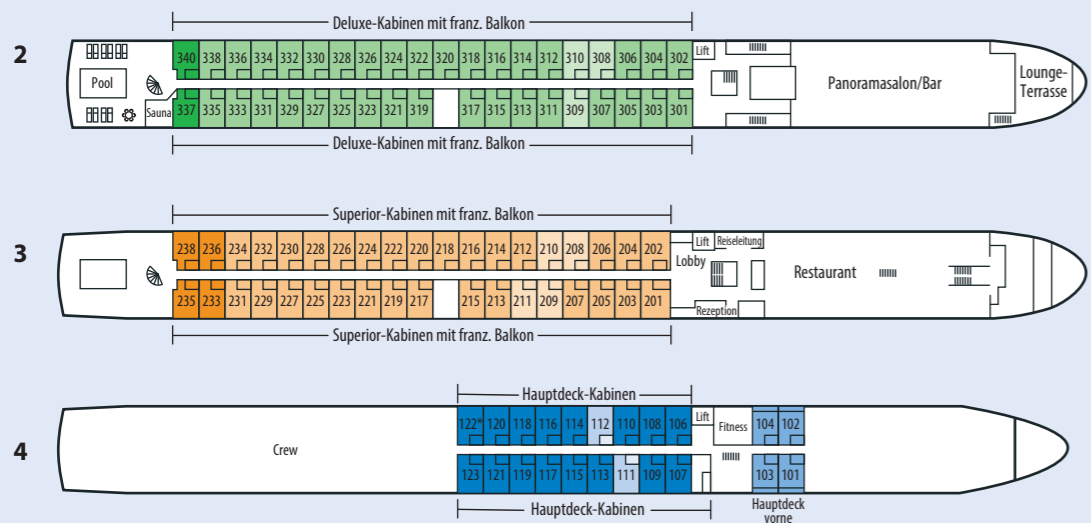 Deluxe-Kabinen mit franz. Balkon
2
340 338 336 334 332 330 328 326 324 322 320 318 316 314 312 310 308 306 304 302
Lift
Pool
Sauna
Panoramasalon/Bar
Lounge-
Terrasse
337 335 333 331 329 327 325 323 321 319 317 315 313 311 309 307 305 303 301
Deluxe-Kabinen mit franz. Balkon
Superior-Kabinen mit franz. Balkon
3
238 236 234 232 230 228 226 224 222 220 218 216 214 212 210 208 206 204 202
Lift
Reiseleitung
Lobby
Restaurant
235 233 231 229 227 225 223 221 219 217 215 213 211 209 207 205 203 201
Rezeption
Superior-Kabinen mit franz. Balkon
Hauptdeck-Kabinen
4
Crew
122* 120 118 116 114 112 110 108 106
Lift
Fitness
104 102
123 121 119 117 115 113 111 109 107
103 101
Hauptdeck-Kabinen
Hauptdeck
vorne